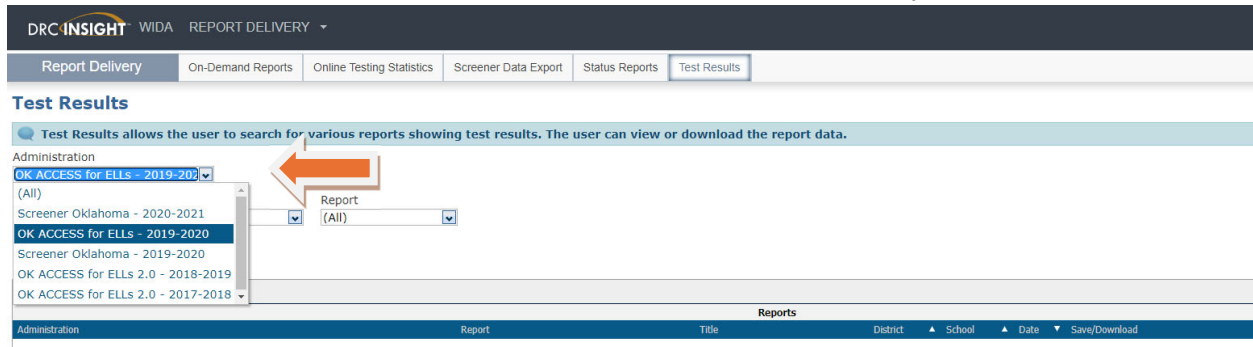 DRC INSIGHT WIDA REPORT DELIVERY
Report Delivery On-Demand Reports Online Testing Statistics Screener Data Export Status Reports Test Results
Test Results
Test Results allows the user to search for various reports showing test results. The user can view or download the report data.
Administration
OK ACCESS for ELLs - 2019-202
(All)
Report
Screener Oklahoma - 2020-2021
(All)
OK ACCESS for ELLs - 2019-2020
Screener Oklahoma - 2019-2020
OK ACCESS for ELLs 2.0 - 2018-2019
OK ACCESS for ELLs 2.0 - 2017-2018
Reports
Administration Report Title District School Date Save/Download